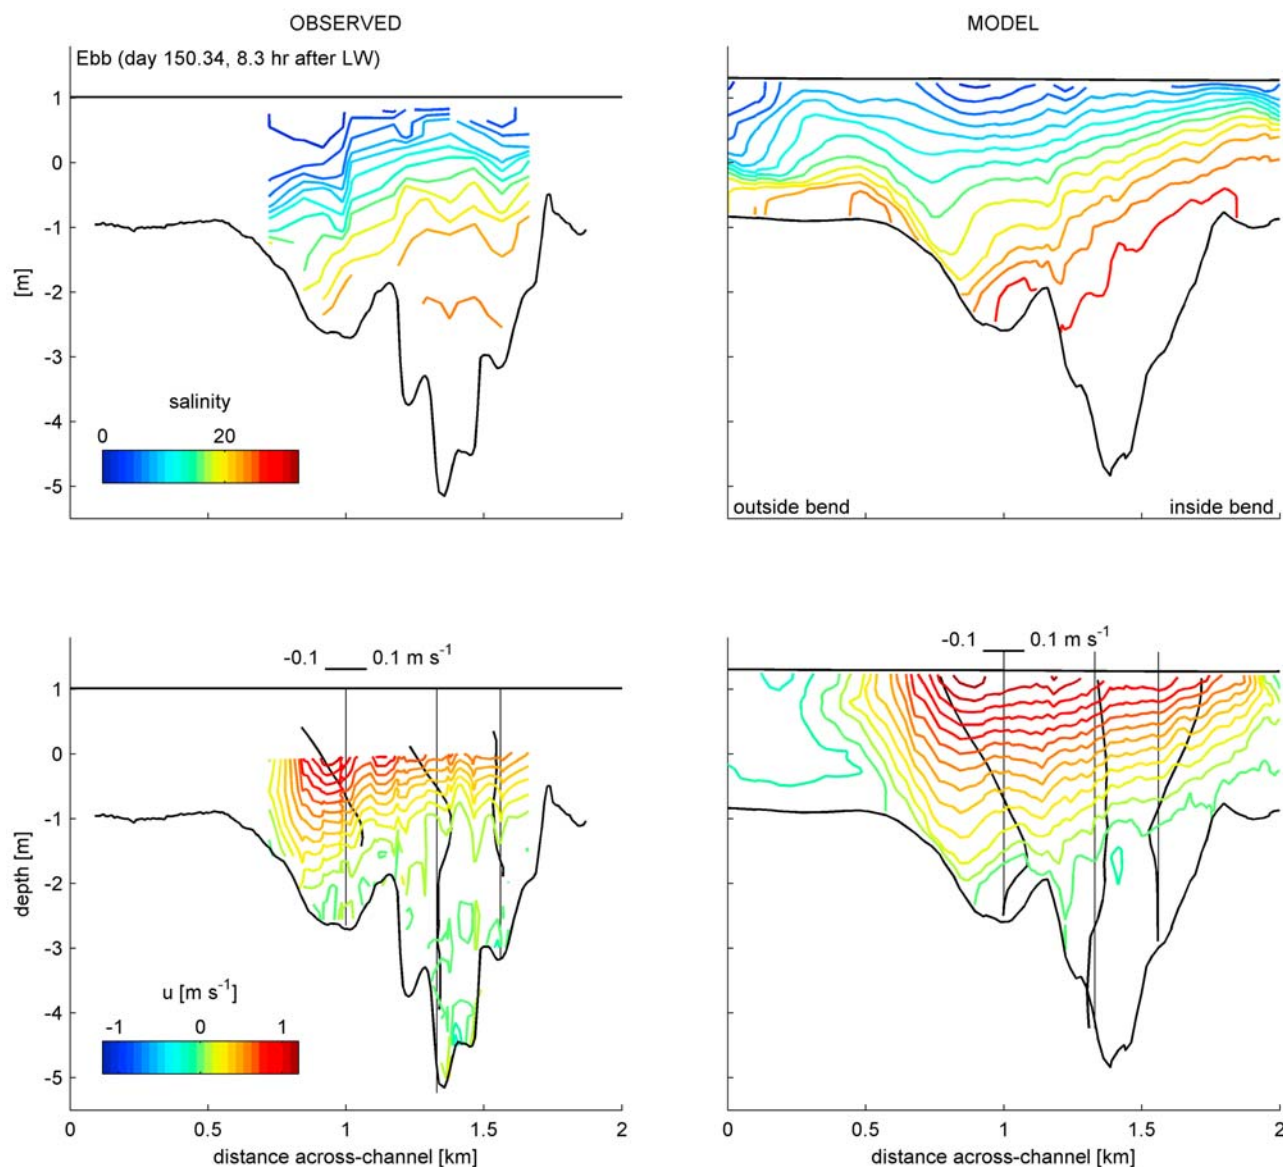 OBSERVED
MODEL
Ebb (day 150.34, 8.3 hr after LW)
1
0
-1
-2
-3
-4
-5
[m]
salinity
0 20
outside bend
inside bend
-0.1 0.1 m s⁻¹
-0.1 0.1 m s⁻¹
1
0
-1
-2
-3
-4
-5
depth [m]
u [m s⁻¹]
-1 0 1
0 0.5 1 1.5 2
0 0.5 1 1.5 2
distance across-channel [km]
distance across-channel [km]